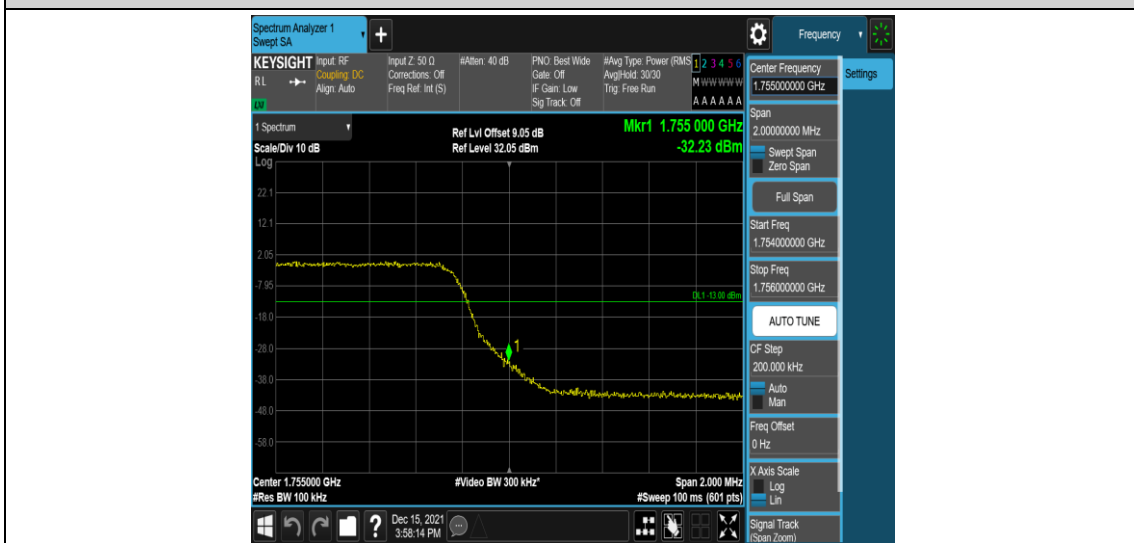 Spectrum Analyzer 1
Swept SA
+
Frequency
KEYSIGHT
RL
LXI
Input: RF
Coupling: DC
Align: Auto
Input Z: 50 Ω
Corrections: Off
Freq Ref: Int (S)
#Atten: 40 dB
PNO: Best Wide
Gate: Off
IF Gain: Low
Sig Track: Off
#Avg Type: Power (RMS
Avg|Hold: 30/30
Trig: Free Run
1 2 3 4 5 6
M W W W W W
A A A A A A
1 Spectrum
Scale/Div 10 dB
Log
Ref Lvl Offset 9.05 dB
Ref Level 32.05 dBm
Mkr1 1.755 000 GHz
-32.23 dBm
22.1
12.1
2.05
-7.95
-18.0
-28.0
-38.0
-48.0
-58.0
DL1 -13.00 dBm
1
Center 1.755000 GHz
#Res BW 100 kHz
#Video BW 300 kHz*
Span 2.000 MHz
#Sweep 100 ms (601 pts)
Dec 15, 2021
3:58:14 PM
?
Center Frequency
1.755000000 GHz
Settings
Span
2.00000000 MHz
Swept Span
Zero Span
Full Span
Start Freq
1.754000000 GHz
Stop Freq
1.756000000 GHz
AUTO TUNE
CF Step
200.000 kHz
Auto
Man
Freq Offset
0 Hz
X Axis Scale
Log
Lin
Signal Track
(Span Zoom)